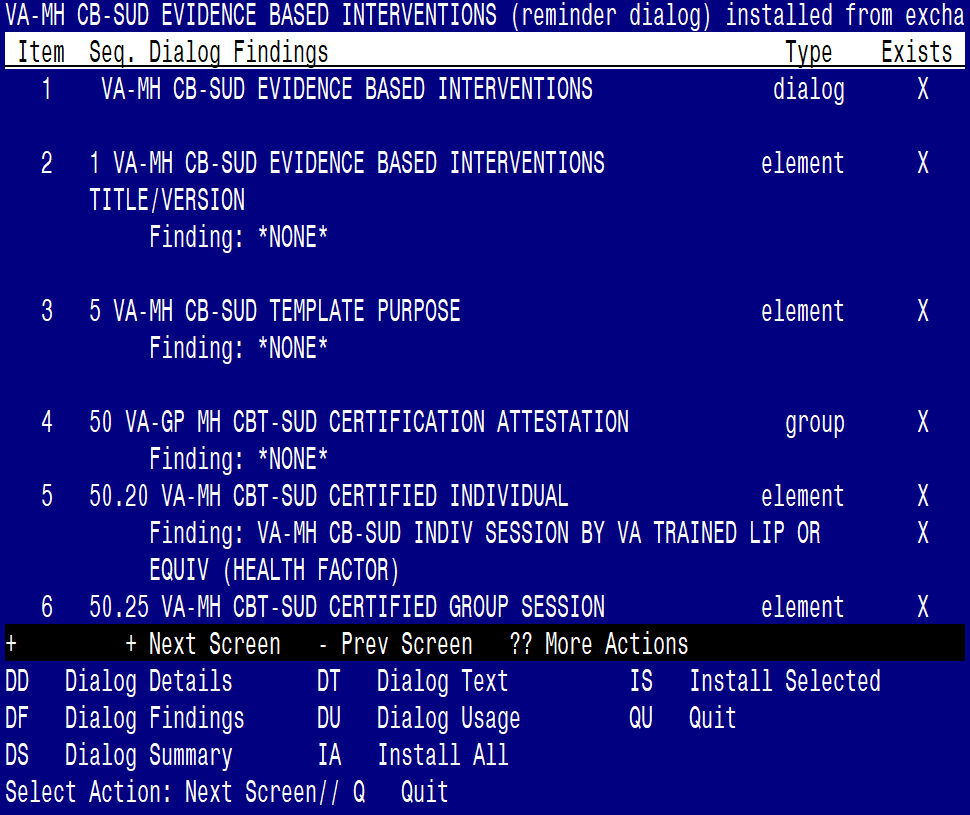 VA-MH CB-SUD EVIDENCE BASED INTERVENTIONS (reminder dialog) installed from excha
Item  Seq. Dialog Findings                                      Type    Exists
1    VA-MH CB-SUD EVIDENCE BASED INTERVENTIONS               dialog      X
2   1 VA-MH CB-SUD EVIDENCE BASED INTERVENTIONS             element      X
TITLE/VERSION
Finding: *NONE*
3   5 VA-MH CB-SUD TEMPLATE PURPOSE                         element      X
Finding: *NONE*
4   50 VA-GP MH CBT-SUD CERTIFICATION ATTESTATION             group      X
Finding: *NONE*
5   50.20 VA-MH CBT-SUD CERTIFIED INDIVIDUAL                element      X
Finding: VA-MH CB-SUD INDIV SESSION BY VA TRAINED LIP OR        X
EQUIV (HEALTH FACTOR)
6   50.25 VA-MH CBT-SUD CERTIFIED GROUP SESSION             element      X
+         + Next Screen   - Prev Screen   ?? More Actions
DD   Dialog Details       DT   Dialog Text          IS   Install Selected
DF   Dialog Findings      DU   Dialog Usage         QU   Quit
DS   Dialog Summary       IA   Install All
Select Action: Next Screen// Q   Quit